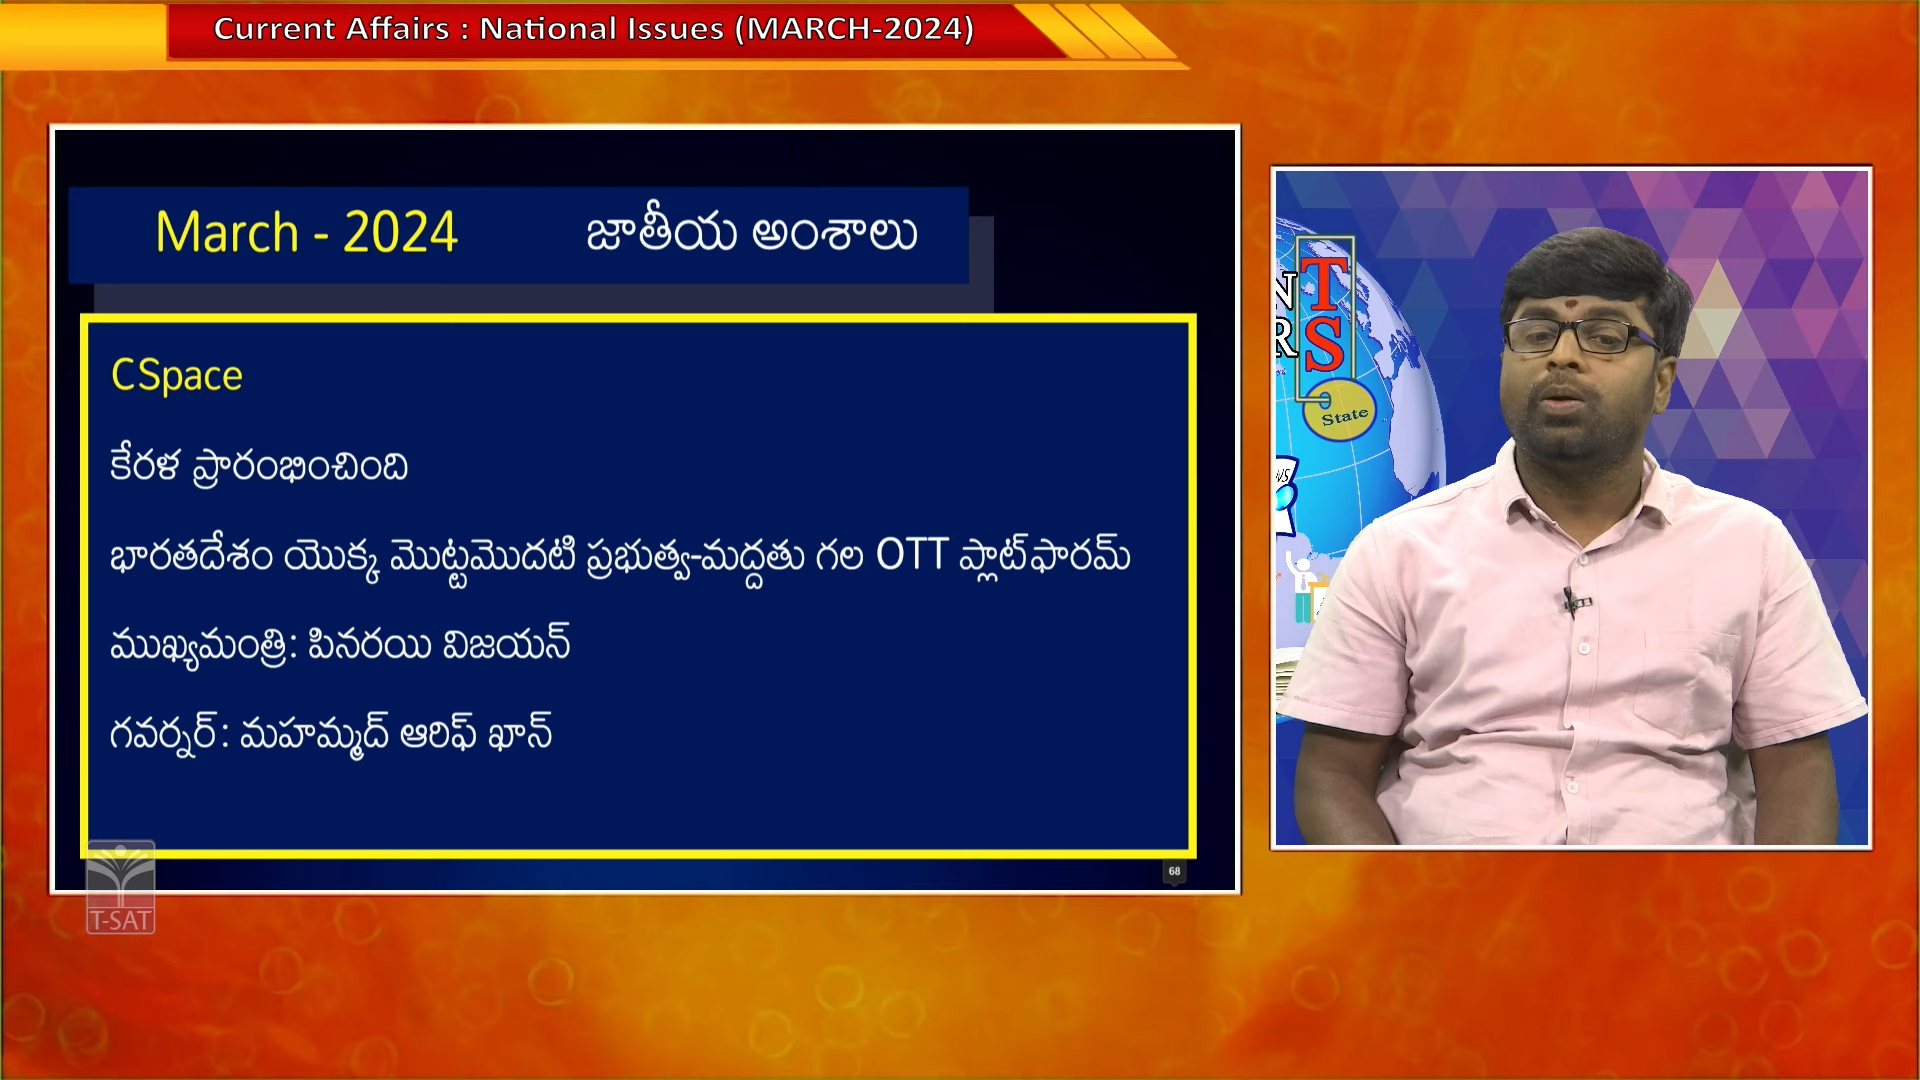 Current Affairs : National Issues (MARCH-2024)
March - 2024 జాతీయ అంశాలు
CSpace
కేరళ ప్రారంభించింది
భారతదేశం యొక్క మొట్టమొదటి ప్రభుత్వ-మద్దతు గల OTT ప్లాట్‌ఫారమ్
ముఖ్యమంత్రి: పినరయి విజయన్
గవర్నర్: మహమ్మద్ ఆరిఫ్ ఖాన్
68
T-SAT
TS
State